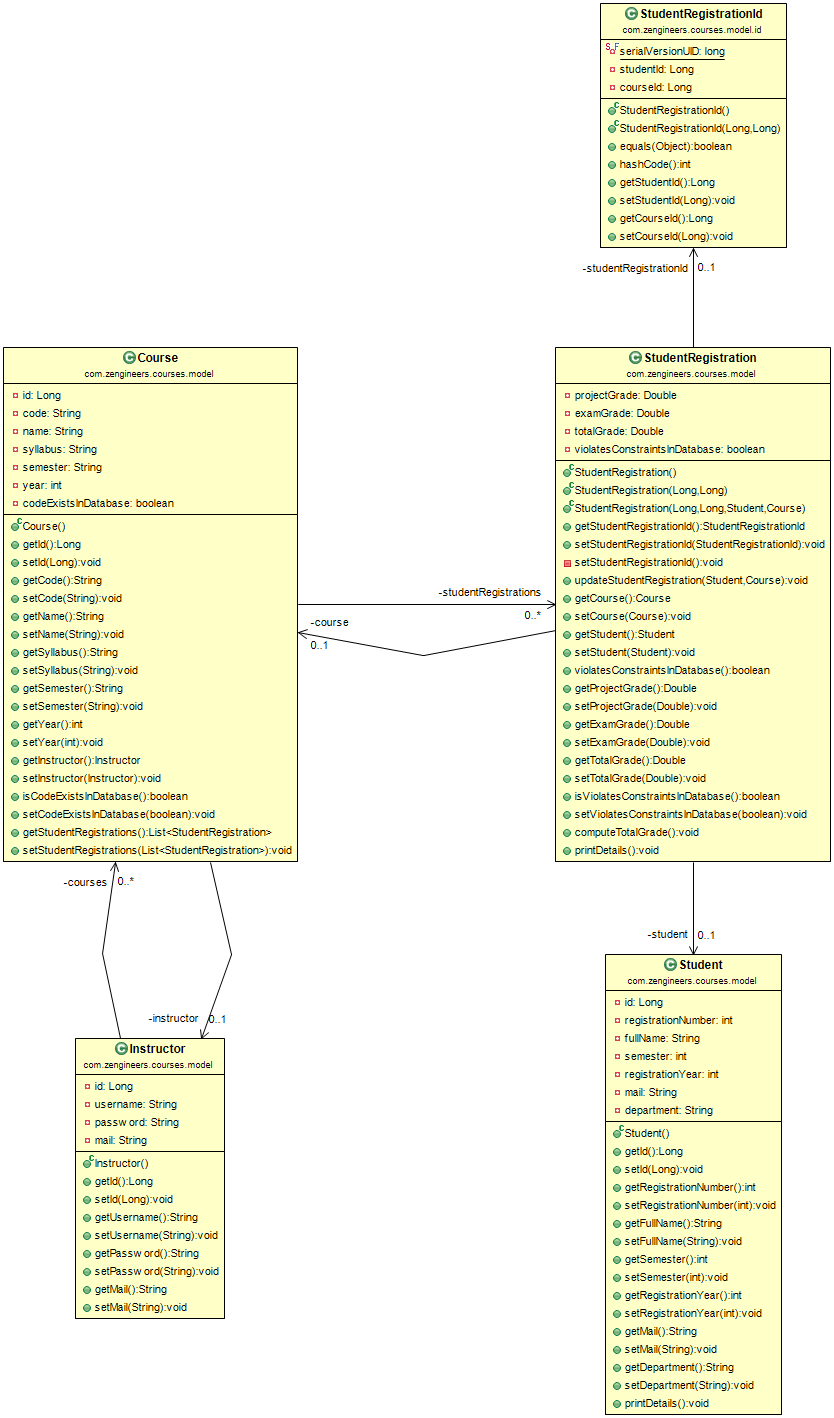 StudentRegistrationId
com.zengineers.courses.model.id
serialVersionUID: long
studentId: Long
courseId: Long
StudentRegistrationId()
StudentRegistrationId(Long,Long)
equals(Object):boolean
hashCode():int
getStudentId():Long
setStudentId(Long):void
getCourseId():Long
setCourseId(Long):void
-studentRegistrationId 0..1
Course
com.zengineers.courses.model
id: Long
code: String
name: String
syllabus: String
semester: String
year: int
codeExistsInDatabase: boolean
Course()
getId():Long
setId(Long):void
getCode():String
setCode(String):void
getName():String
setName(String):void
getSyllabus():String
setSyllabus(String):void
getSemester():String
setSemester(String):void
getYear():int
setYear(int):void
getInstructor():Instructor
setInstructor(Instructor):void
isCodeExistsInDatabase():boolean
setCodeExistsInDatabase(boolean):void
getStudentRegistrations():List<StudentRegistration>
setStudentRegistrations(List<StudentRegistration>):void
-studentRegistrations
0..*
-course
0..1
StudentRegistration
com.zengineers.courses.model
projectGrade: Double
examGrade: Double
totalGrade: Double
violatesConstraintsInDatabase: boolean
StudentRegistration()
StudentRegistration(Long,Long)
StudentRegistration(Long,Long,Student,Course)
getStudentRegistrationId():StudentRegistrationId
setStudentRegistrationId(StudentRegistrationId):void
setStudentRegistrationId():void
updateStudentRegistration(Student,Course):void
getCourse():Course
setCourse(Course):void
getStudent():Student
setStudent(Student):void
violatesConstraintsInDatabase():boolean
getProjectGrade():Double
setProjectGrade(Double):void
getExamGrade():Double
setExamGrade(Double):void
getTotalGrade():Double
setTotalGrade(Double):void
isViolatesConstraintsInDatabase():boolean
setViolatesConstraintsInDatabase(boolean):void
computeTotalGrade():void
printDetails():void
-courses 0..*
-instructor 0..1
-student 0..1
Instructor
com.zengineers.courses.model
id: Long
username: String
password: String
mail: String
Instructor()
getId():Long
setId(Long):void
getUsername():String
setUsername(String):void
getPassword():String
setPassword(String):void
getMail():String
setMail(String):void
Student
com.zengineers.courses.model
id: Long
registrationNumber: int
fullName: String
semester: int
registrationYear: int
mail: String
department: String
Student()
getId():Long
setId(Long):void
getRegistrationNumber():int
setRegistrationNumber(int):void
getFullName():String
setFullName(String):void
getSemester():int
setSemester(int):void
getRegistrationYear():int
setRegistrationYear(int):void
getMail():String
setMail(String):void
getDepartment():String
setDepartment(String):void
printDetails():void